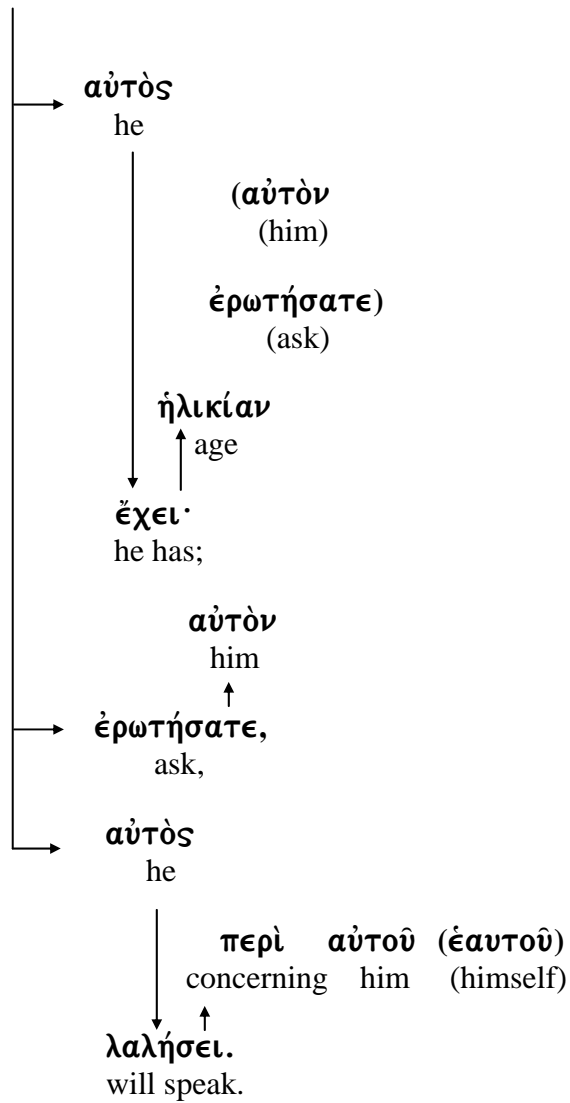 αὐτὸς
he
(αὐτὸν
(him)
ἐρωτήσατε)
(ask)
ἡλικίαν
age
ἔχει·
he has;
αὐτὸν
him
ἐρωτήσατε,
ask,
αὐτὸς
he
περὶ αὐτοῦ (ἑαυτοῦ)
concerning him (himself)
λαλήσει.
will speak.